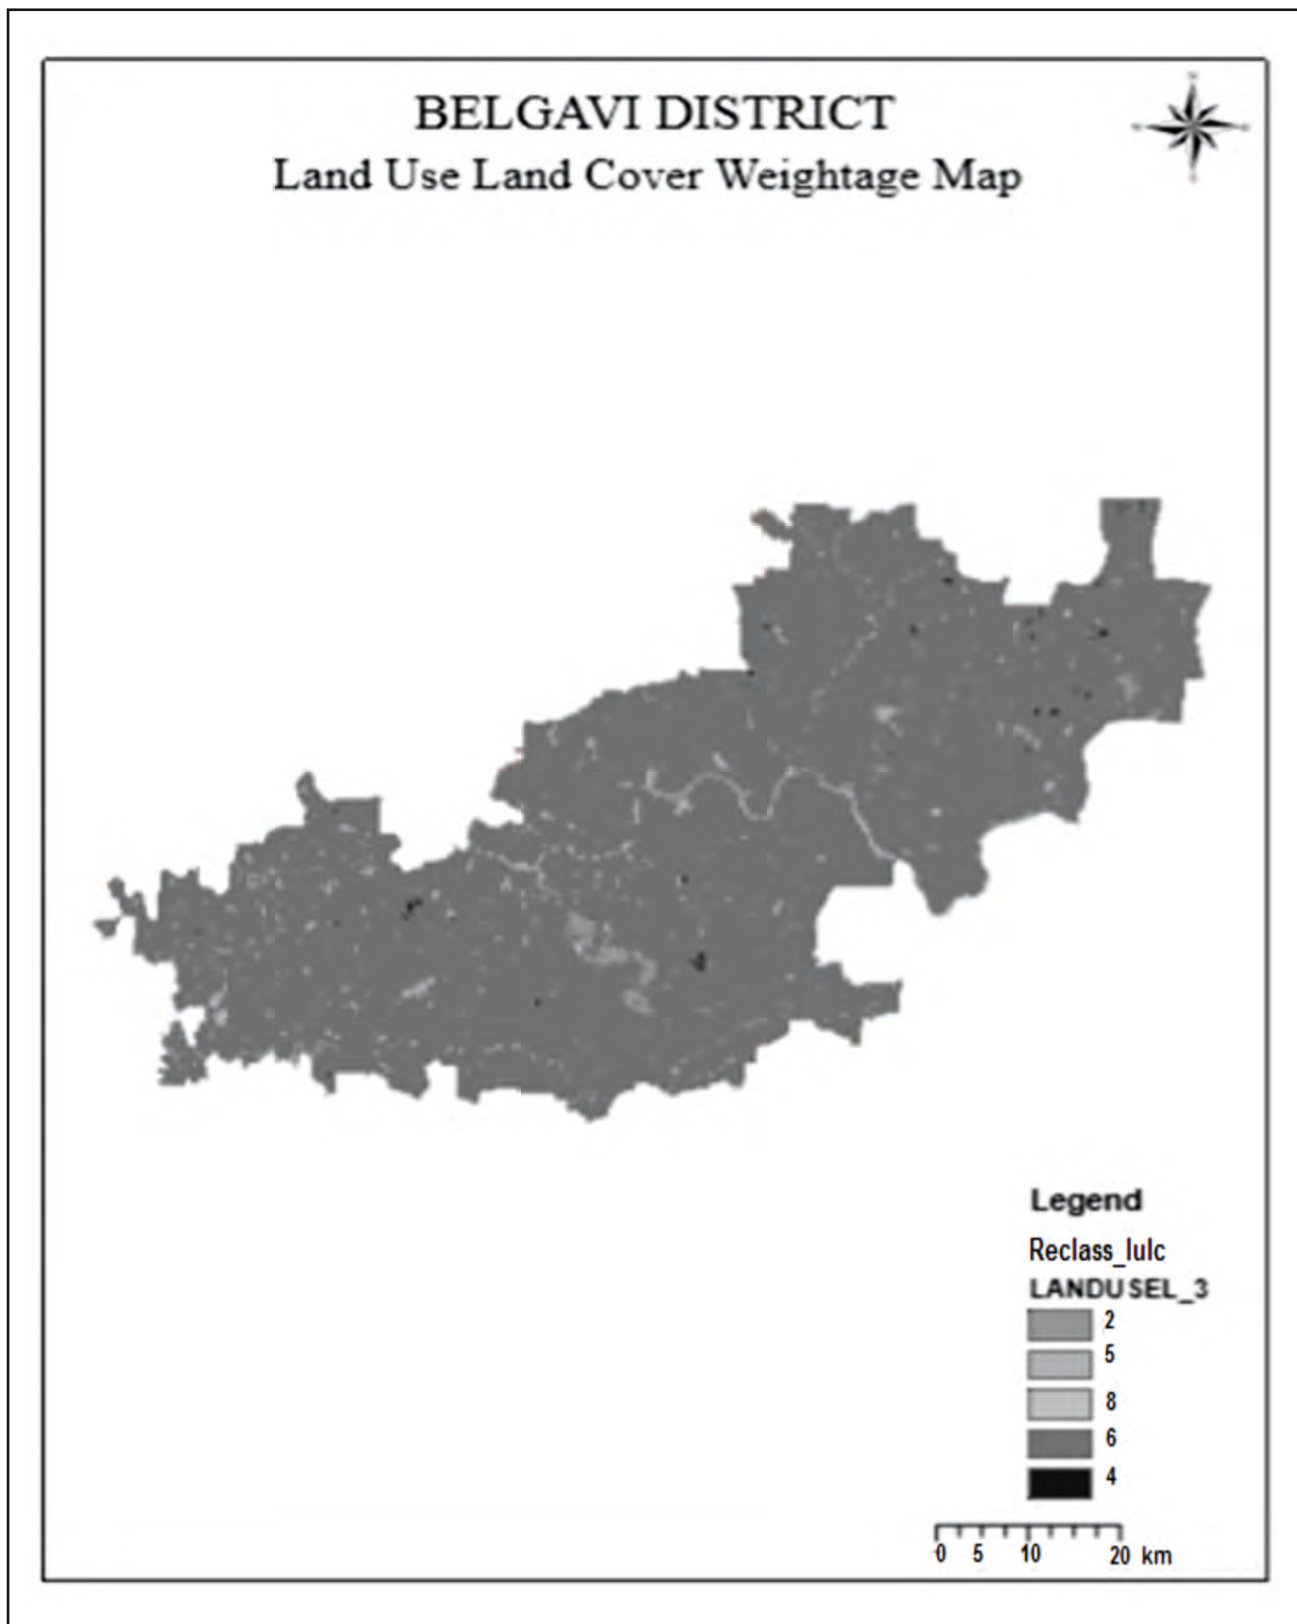 BELGAVI DISTRICT
Land Use Land Cover Weightage Map
Legend
Reclass_lulc
LANDUSEL_3
2
5
8
6
4
0 5 10 20 km